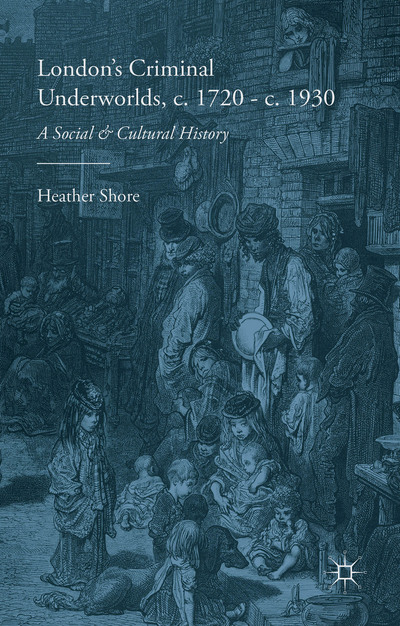 London's Criminal
Underworlds, c. 1720 - c. 1930
A Social & Cultural History
Heather Shore